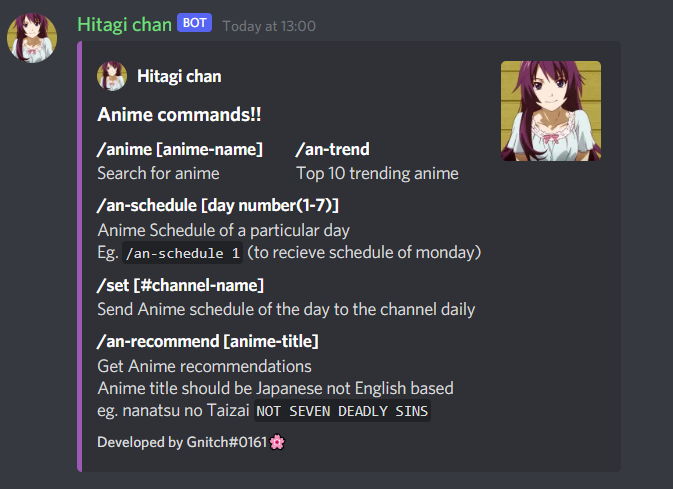 Hitagi chan BOT Today at 13:00
Hitagi chan
Anime commands!!
/anime [anime-name] /an-trend
Search for anime Top 10 trending anime
/an-schedule [day number(1-7)]
Anime Schedule of a particular day
Eg. /an-schedule 1 (to recieve schedule of monday)
/set [#channel-name]
Send Anime schedule of the day to the channel daily
/an-recommend [anime-title]
Get Anime recommendations
Anime title should be Japanese not English based
eg. nanatsu no Taizai NOT SEVEN DEADLY SINS
Developed by Gnitch#0161🌸